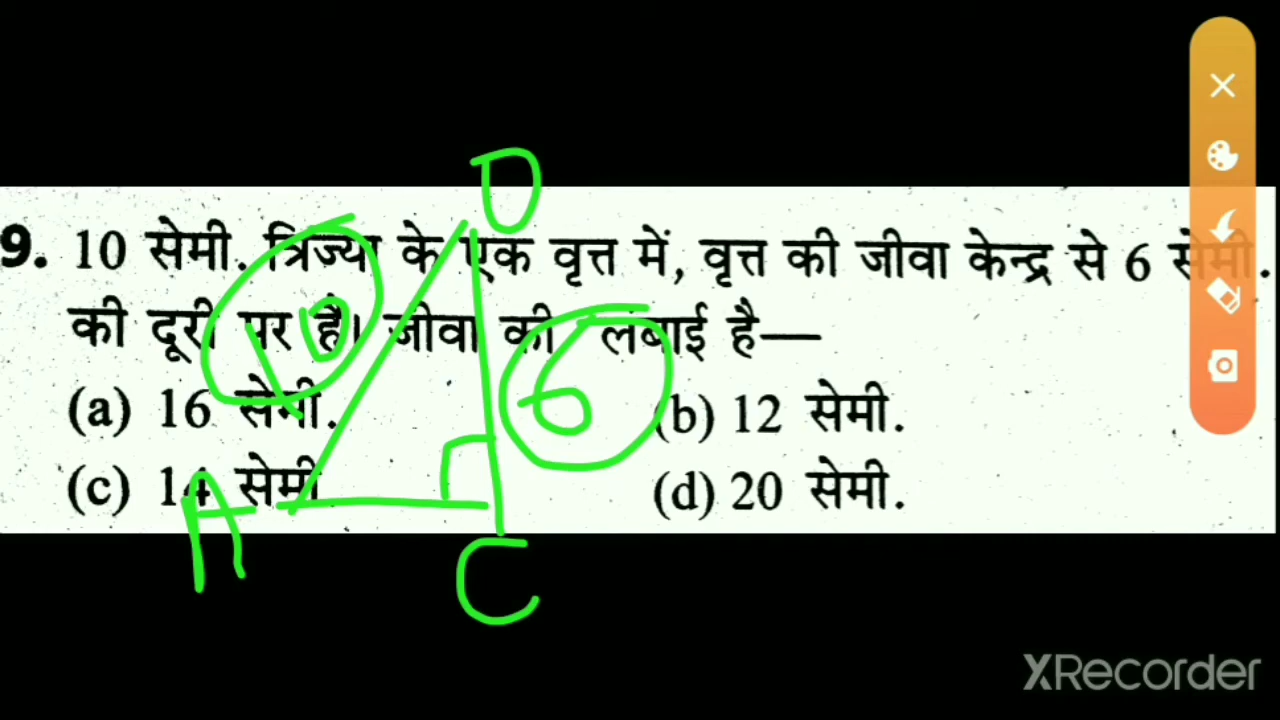 O
9. 10 सेमी. त्रिज्या के एक वृत्त में, वृत्त की जीवा केन्द्र से 6 सेमी.
की दूरी पर है। जीवा की लंबाई है—
10
6
(a) 16 सेमी. (b) 12 सेमी.
(c) 14 सेमी. (d) 20 सेमी.
A
C
XRecorder